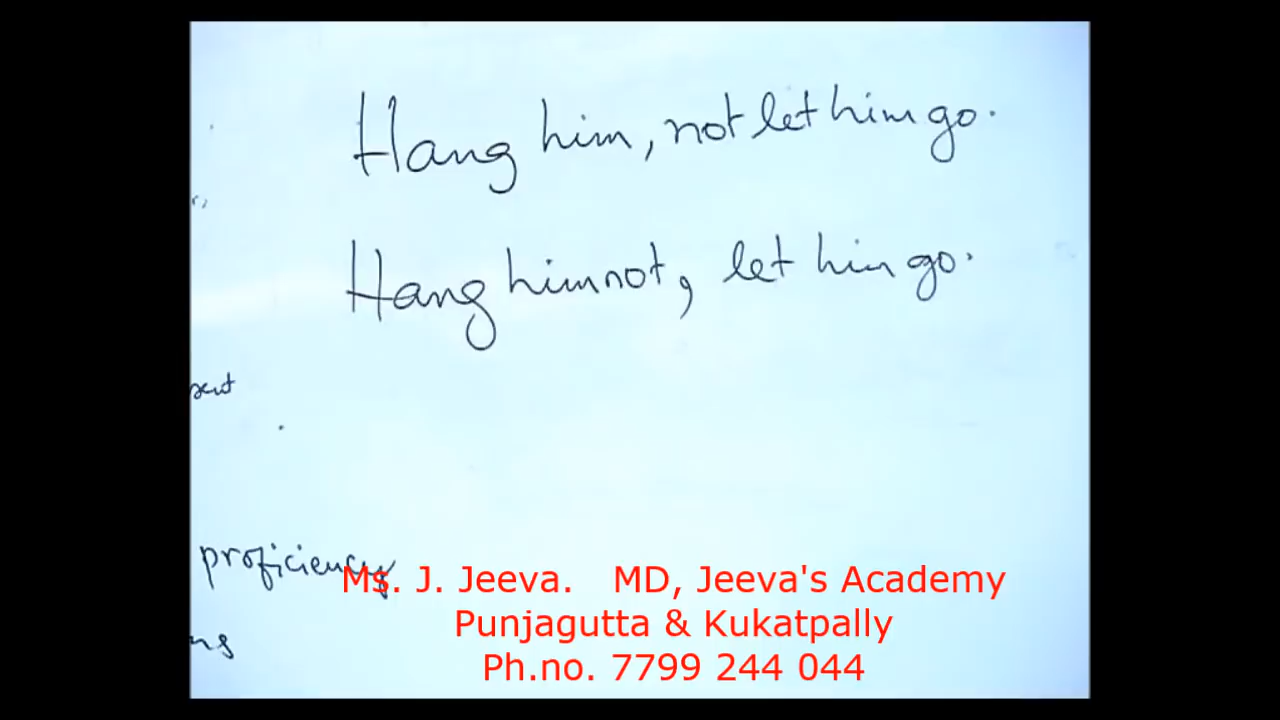 Hang him, not let him go.
Hang him not, let him go.
proficiency
Ms. J. Jeeva. MD, Jeeva's Academy
Punjagutta & Kukatpally
Ph.no. 7799 244 044